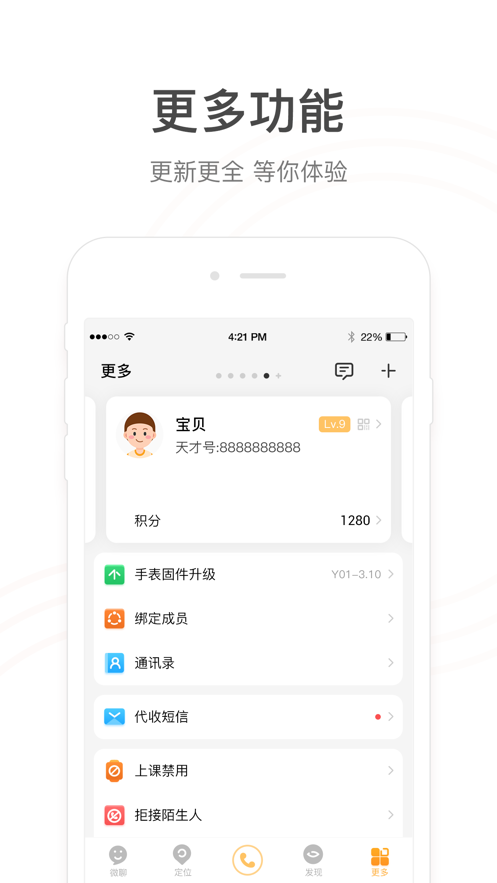 更多功能
更新更全 等你体验
4:21 PM
22%
更多
宝贝
Lv.9
天才号:8888888888
积分
1280
手表固件升级
Y01-3.10
绑定成员
通讯录
代收短信
上课禁用
拒接陌生人
微聊
定位
发现
更多